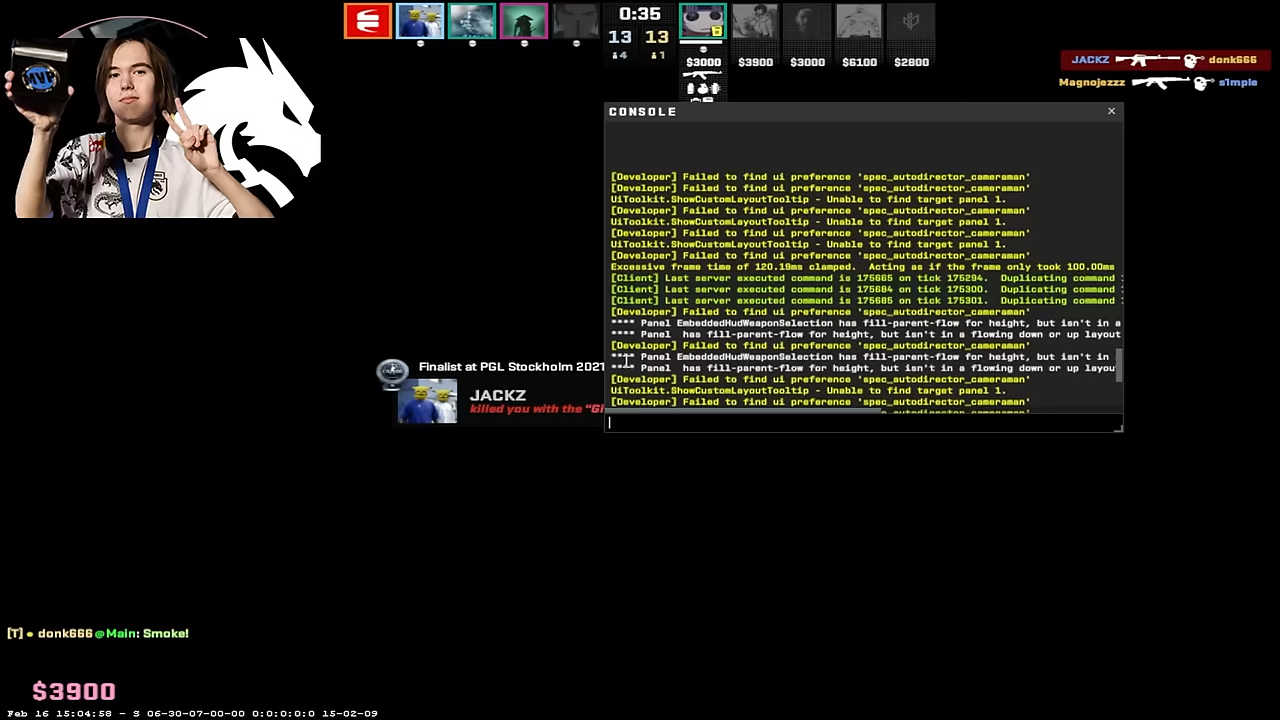 0:35
13 13
4 1
$3000
$3900
$3000
$6100
$2800
JACKZ donk666
Magnojezzz s1mple
MVP
CONSOLE
[Developer] Failed to find ui preference 'spec_autodirector_cameraman'
[Developer] Failed to find ui preference 'spec_autodirector_cameraman'
UiToolkit.ShowCustomLayoutTooltip - Unable to find target panel 1.
[Developer] Failed to find ui preference 'spec_autodirector_cameraman'
UiToolkit.ShowCustomLayoutTooltip - Unable to find target panel 1.
[Developer] Failed to find ui preference 'spec_autodirector_cameraman'
UiToolkit.ShowCustomLayoutTooltip - Unable to find target panel 1.
[Developer] Failed to find ui preference 'spec_autodirector_cameraman'
Excessive frame time of 120.19ms clamped. Acting as if the frame only took 100.00ms
[Client] Last server executed command is 175665 on tick 175294. Duplicating command
[Client] Last server executed command is 175684 on tick 175300. Duplicating command
[Client] Last server executed command is 175685 on tick 175301. Duplicating command
[Developer] Failed to find ui preference 'spec_autodirector_cameraman'
**** Panel EmbeddedHudWeaponSelection has fill-parent-flow for height, but isn't in a
**** Panel has fill-parent-flow for height, but isn't in a flowing down or up layout
[Developer] Failed to find ui preference 'spec_autodirector_cameraman'
**** Panel EmbeddedHudWeaponSelection has fill-parent-flow for height, but isn't in
**** Panel has fill-parent-flow for height, but isn't in a flowing down or up layou
[Developer] Failed to find ui preference 'spec_autodirector_cameraman'
UiToolkit.ShowCustomLayoutTooltip - Unable to find target panel 1.
[Developer] Failed to find ui preference 'spec_autodirector_cameraman'
Finalist at PGL Stockholm 2021
JACKZ
killed you with the "Gl
[T] donk666@Main: Smoke!
$3900
Feb 16 15:04:58 - S 06-30-07-00-00 0:0:0:0:0 15-02-09